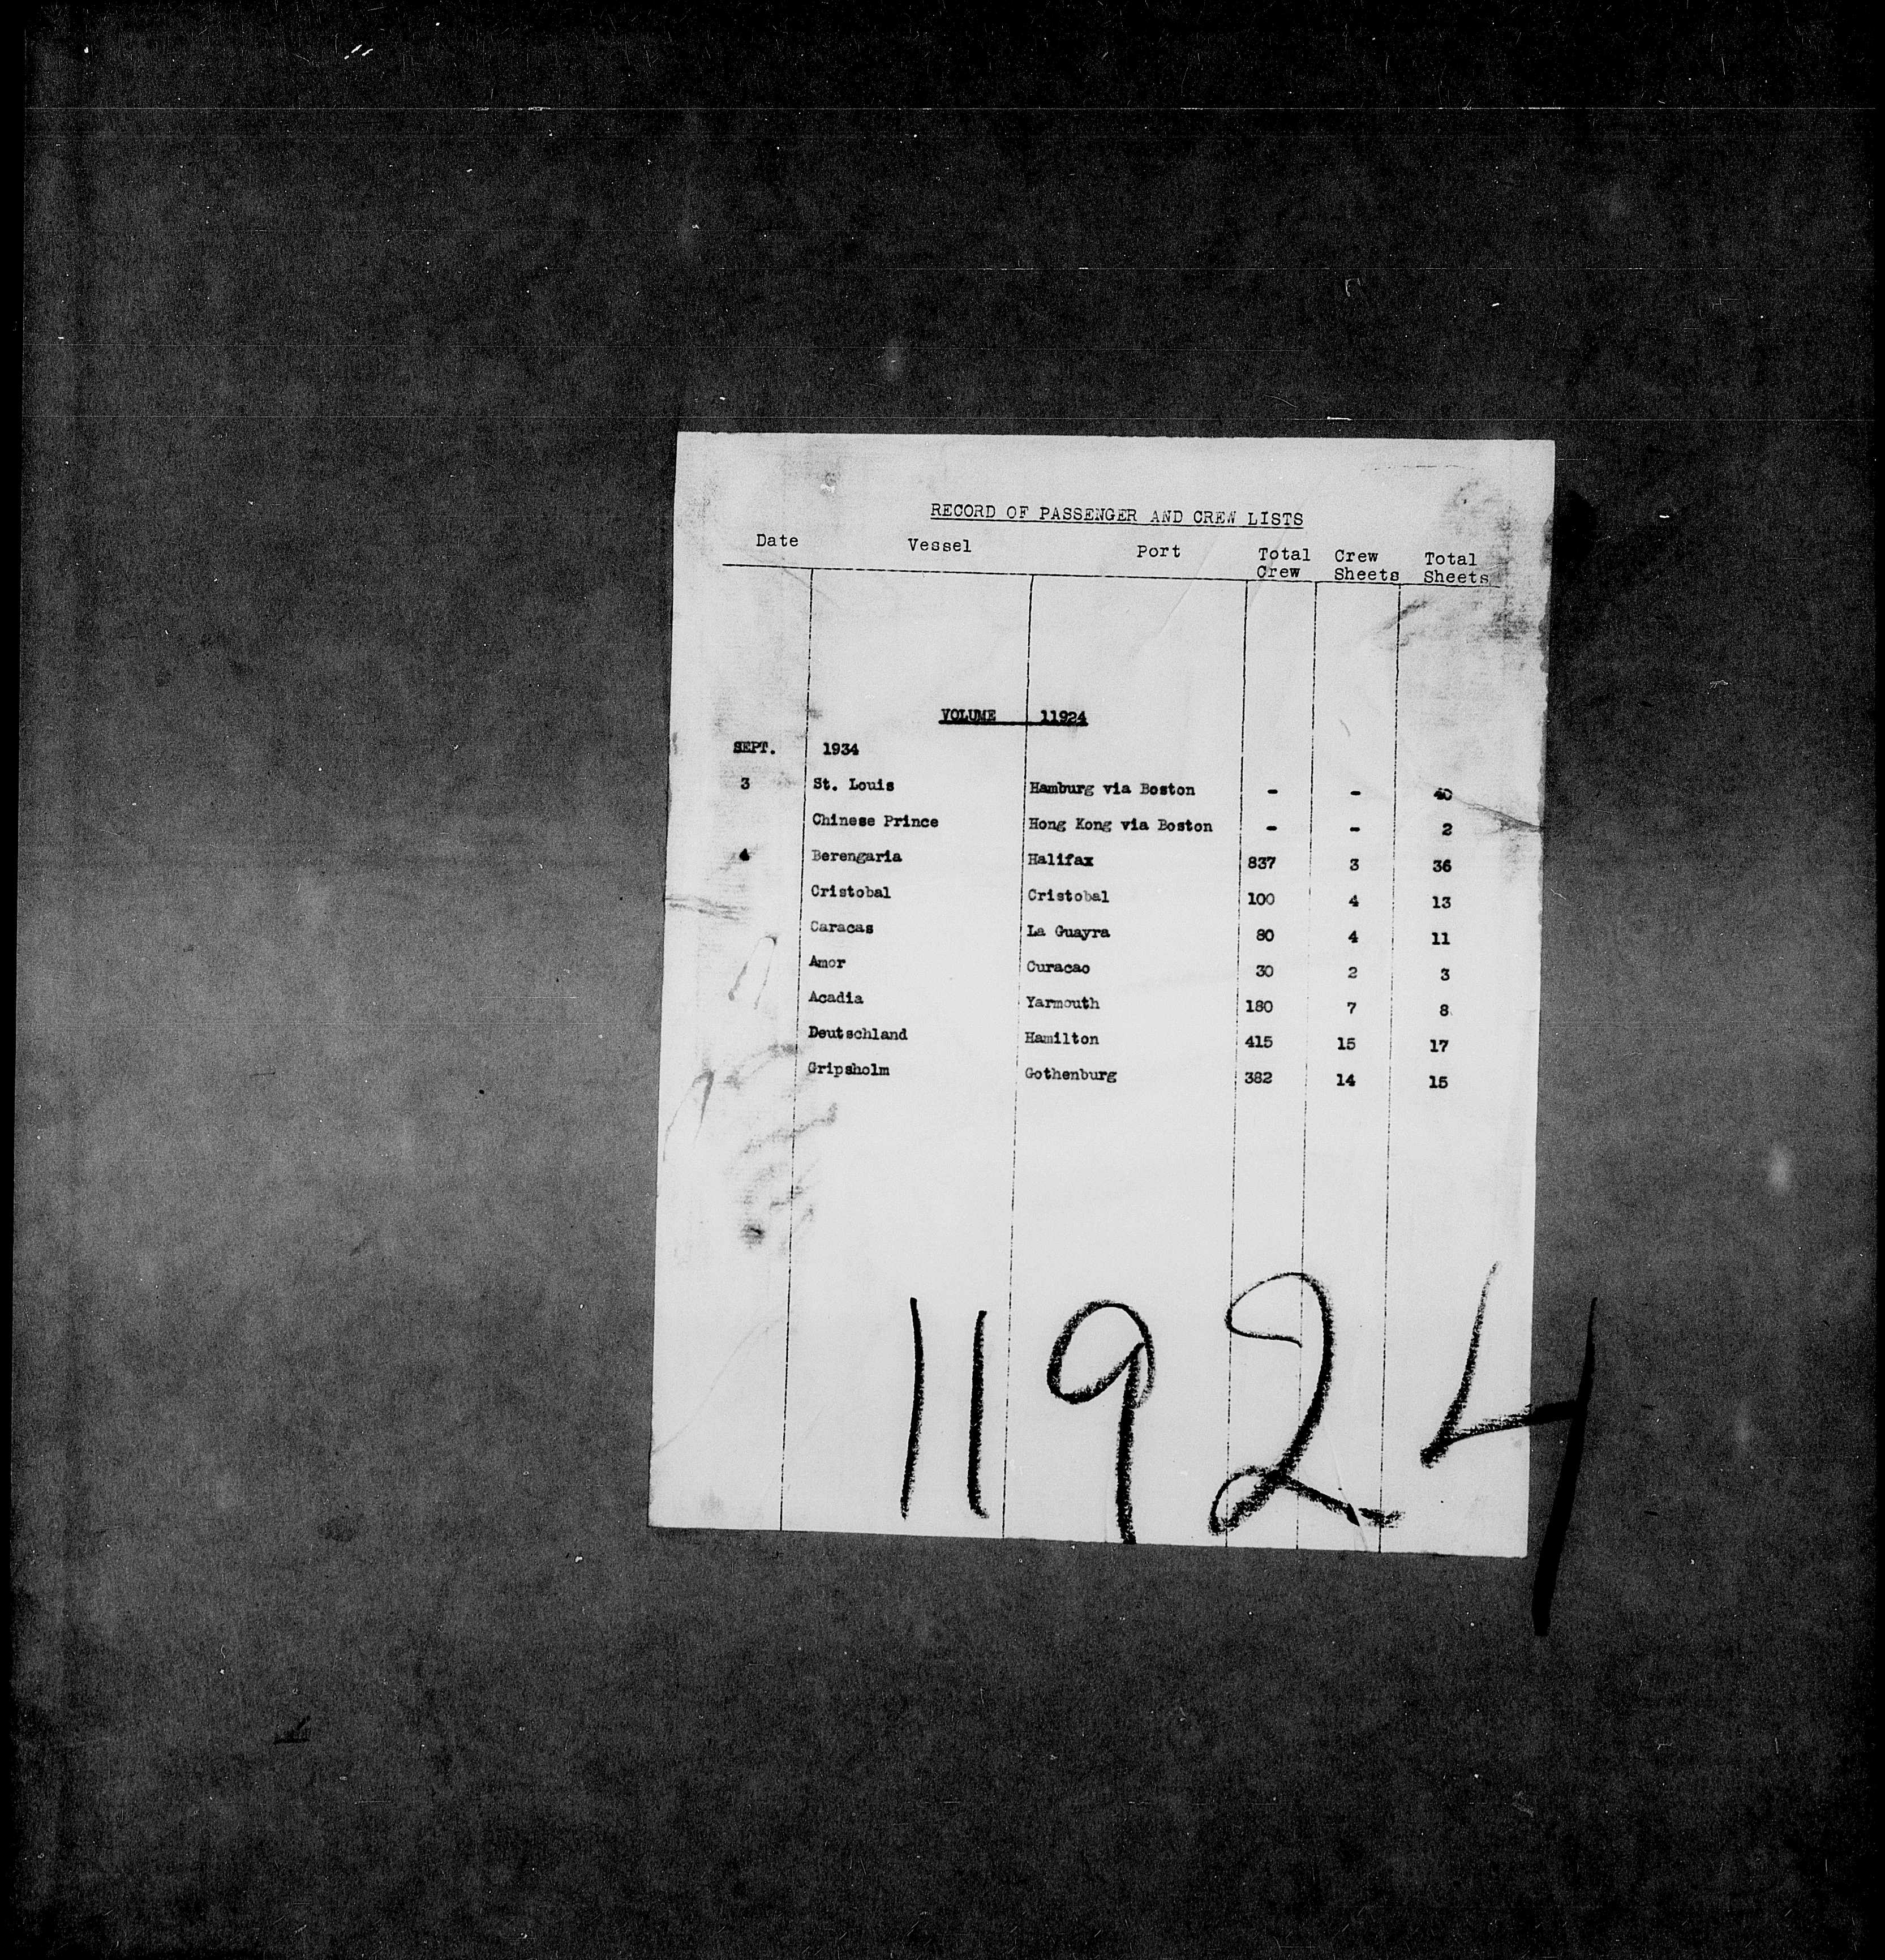 RECORD OF PASSENGER AND CREW LISTS
Date Vessel Port Total Crew Crew Sheets Total Sheets
VOLUME 11924
SEPT. 1934
3 St. Louis Hamburg via Boston - - 40
Chinese Prince Hong Kong via Boston - - 2
4 Berengaria Halifax 837 3 36
Cristobal Cristobal 100 4 13
Caracas La Guayra 80 4 11
Amor Curacao 30 2 3
Acadia Yarmouth 180 7 8
Deutschland Hamilton 415 15 17
Gripsholm Gothenburg 382 14 15
11924